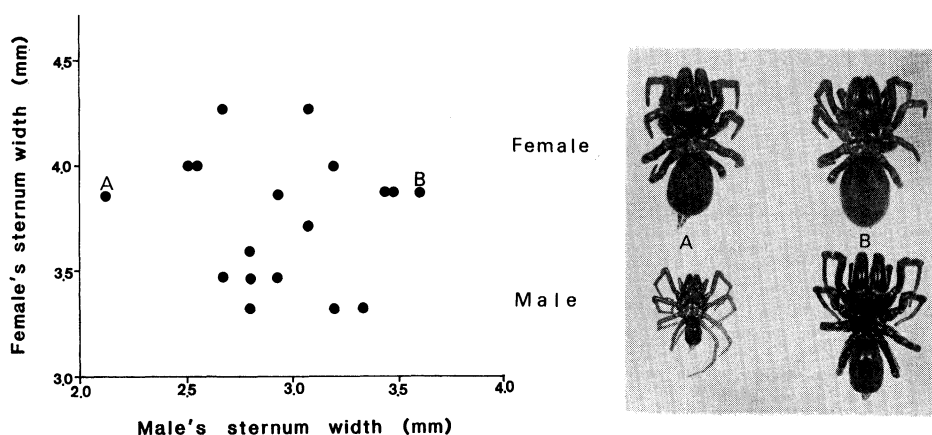 Female's sternum width (mm)
4,5
4,0
3,5
3,0
2,0
2,5
3,0
3,5
4,0
Male's sternum width (mm)
A
B
Female
Male
A
B